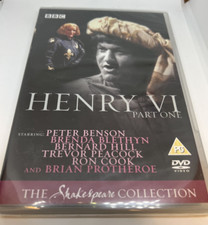 BBC
HENRY VI
PART ONE
STARRING: PETER BENSON
BRENDA BLETHYN
BERNARD HILL
TREVOR PEACOCK
RON COOK
AND BRIAN PROTHEROE
PG
DVD
VIDEO
THE Shakespeare COLLECTION